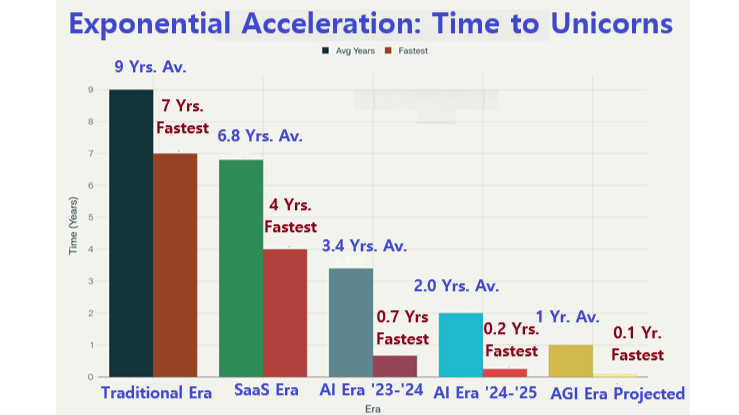 Exponential Acceleration: Time to Unicorns
Avg Years Fastest
9 Yrs. Av.
7 Yrs.
Fastest
6.8 Yrs. Av.
4 Yrs.
Fastest
3.4 Yrs. Av.
0.7 Yrs
Fastest
2.0 Yrs. Av.
0.2 Yrs.
Fastest
1 Yr. Av.
0.1 Yr.
Fastest
Time (Years)
9
8
7
6
5
4
3
2
1
0
Traditional Era
SaaS Era
AI Era '23-'24
AI Era '24-'25
AGI Era Projected
Era